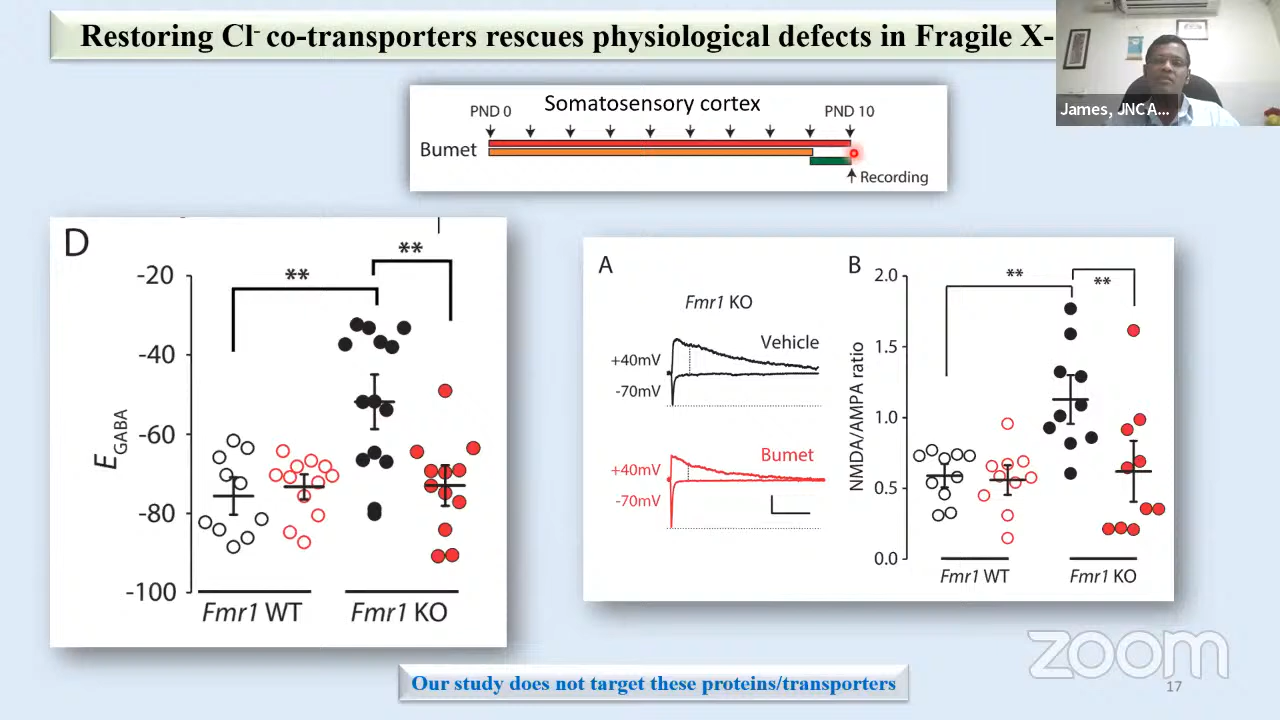 Restoring Cl- co-transporters rescues physiological defects in Fragile X-
James, JNC A...
Somatosensory cortex
PND 0
PND 10
Bumet
Recording
D
**
**
-20
-40
-60
-80
-100
EGABA
Fmr1 WT
Fmr1 KO
A
Fmr1 KO
Vehicle
+40mV
-70mV
Bumet
+40mV
-70mV
B
**
**
2.0
1.5
1.0
0.5
0.0
NMDA/AMPA ratio
Fmr1 WT
Fmr1 KO
Our study does not target these proteins/transporters
zoom
17